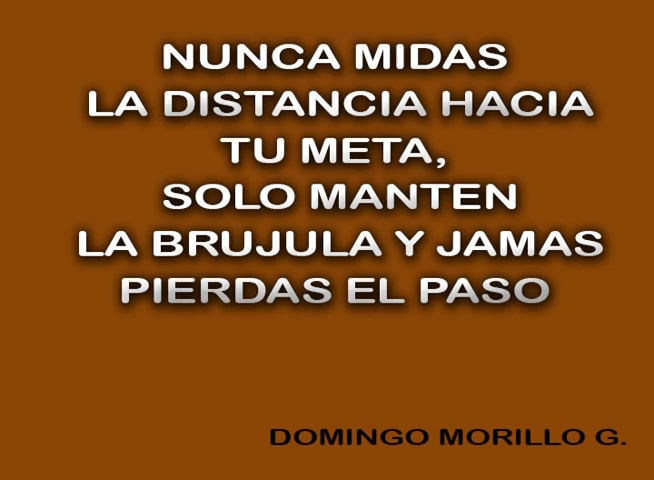 NUNCA MIDAS
LA DISTANCIA HACIA
TU META,
SOLO MANTEN
LA BRUJULA Y JAMAS
PIERDAS EL PASO
DOMINGO MORILLO G.